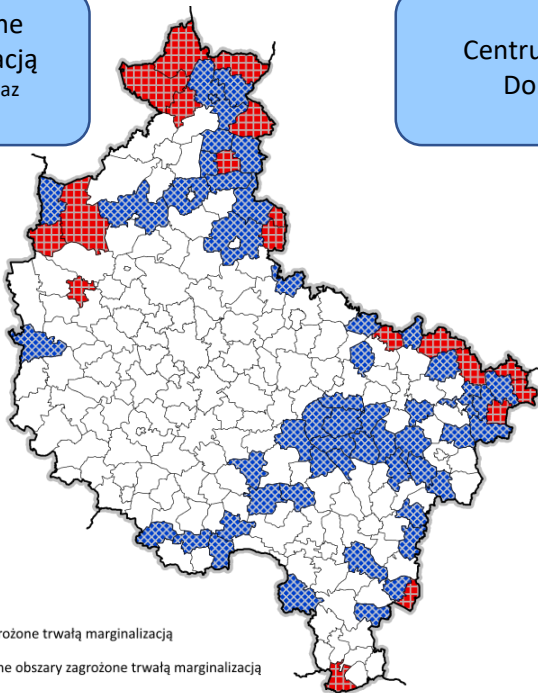 ne
acją
az
Centru
Do
rożone trwałą marginalizacją
ne obszary zagrożone trwałą marginalizacją